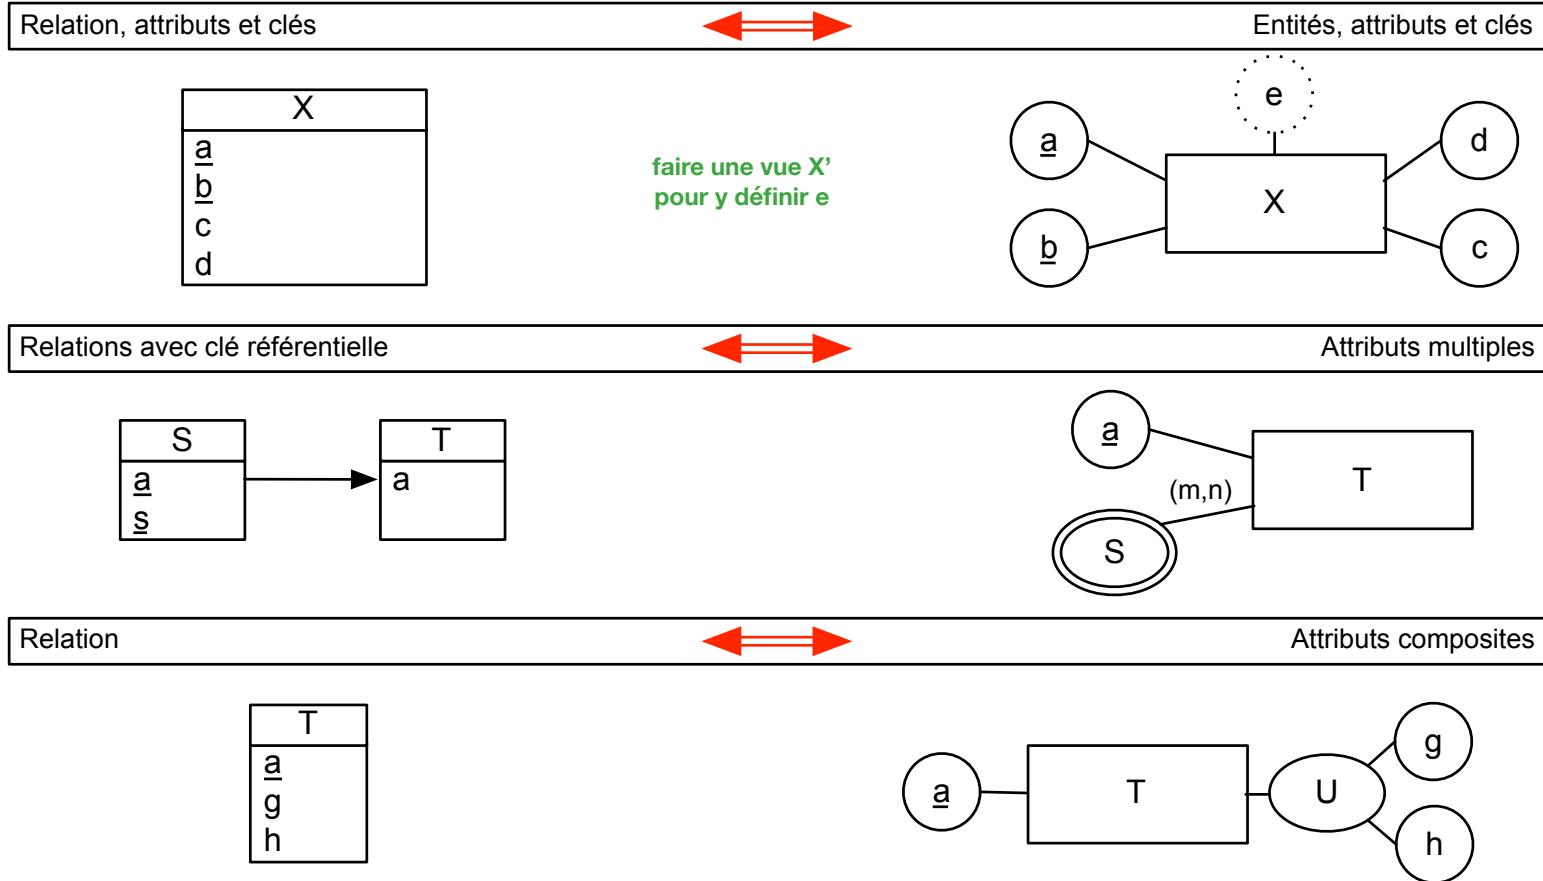 Relation, attributs et clés
Entités, attributs et clés
X
a
b
c
d
faire une vue X’
pour y définir e
e
a
d
X
b
c
Relations avec clé référentielle
Attributs multiples
S
a
s
T
a
a
(m,n)
T
S
Relation
Attributs composites
T
a
g
h
a
T
U
g
h